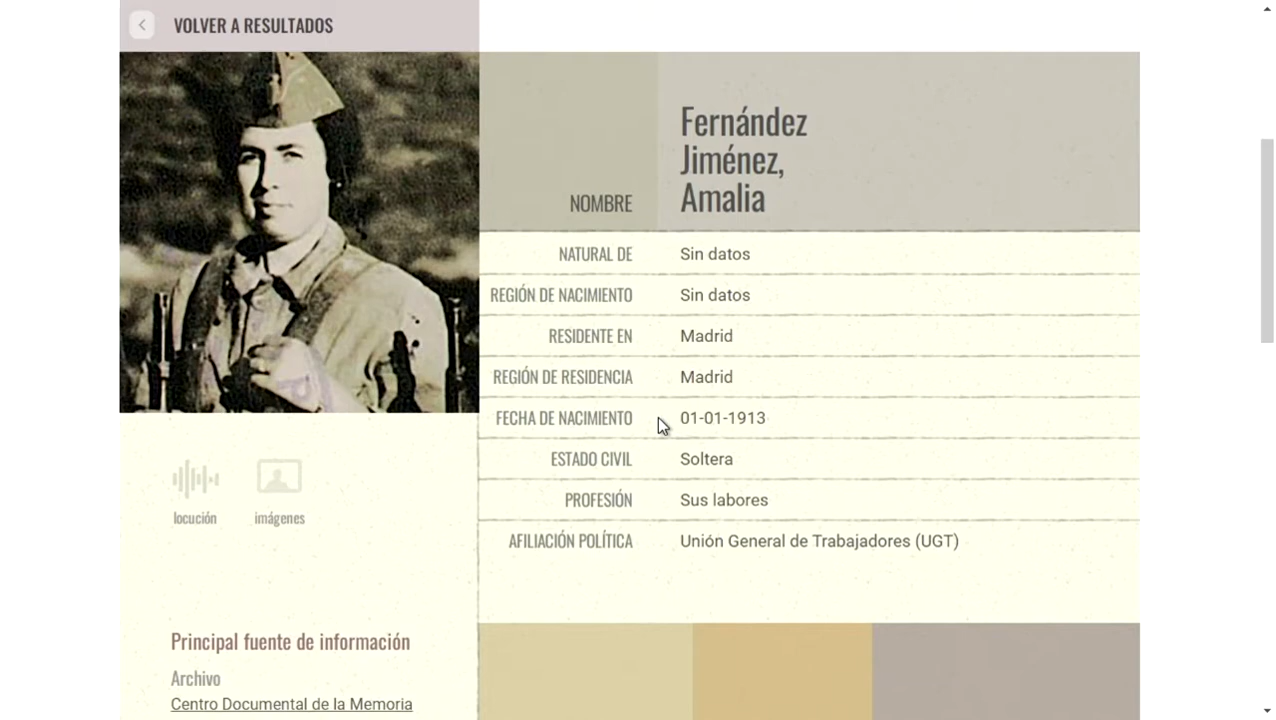 VOLVER A RESULTADOS
NOMBRE
Fernández
Jiménez,
Amalia
NATURAL DE Sin datos
REGIÓN DE NACIMIENTO Sin datos
RESIDENTE EN Madrid
REGIÓN DE RESIDENCIA Madrid
FECHA DE NACIMIENTO 01-01-1913
ESTADO CIVIL Soltera
PROFESIÓN Sus labores
AFILIACIÓN POLÍTICA Unión General de Trabajadores (UGT)
locución imágenes
Principal fuente de información
Archivo
Centro Documental de la Memoria